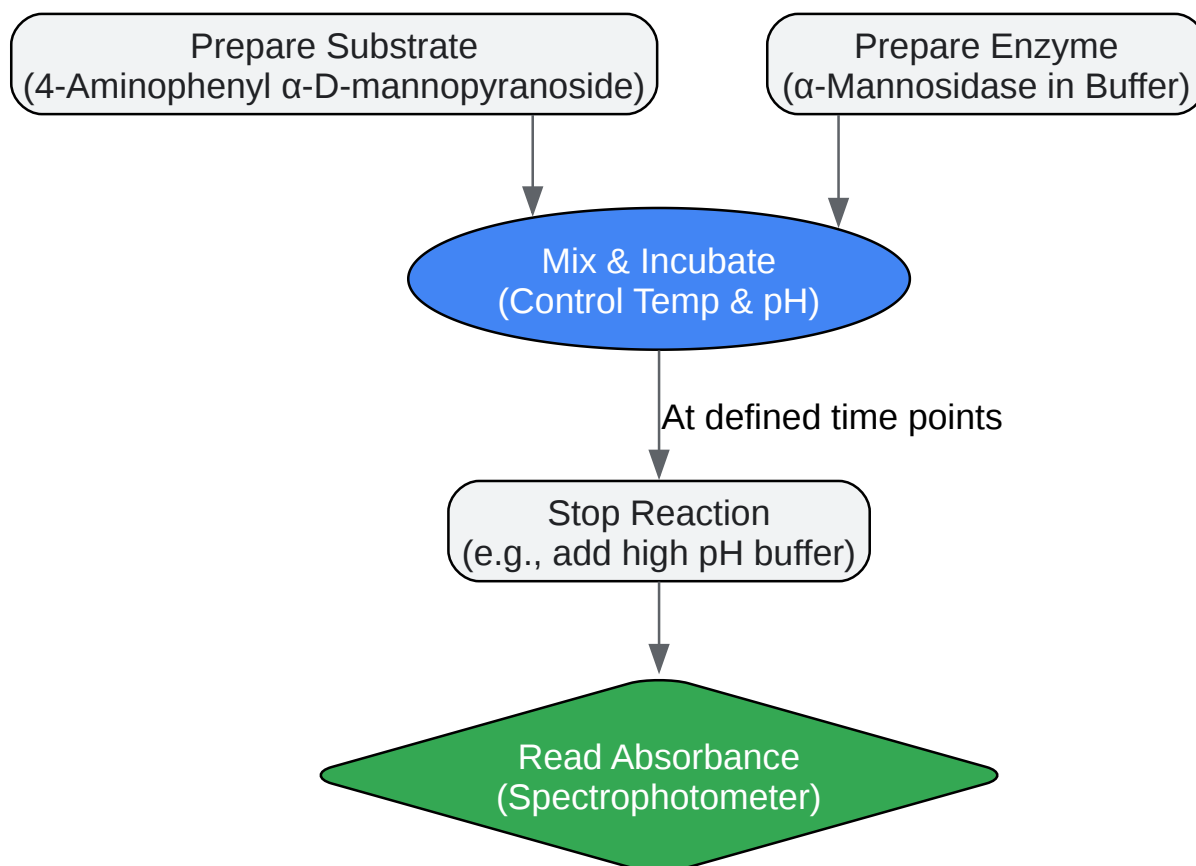 Prepare Substrate
(4-Aminophenyl α-D-mannopyranoside)
Prepare Enzyme
(α-Mannosidase in Buffer)
Mix & Incubate
(Control Temp & pH)
At defined time points
Stop Reaction
(e.g., add high pH buffer)
Read Absorbance
(Spectrophotometer)